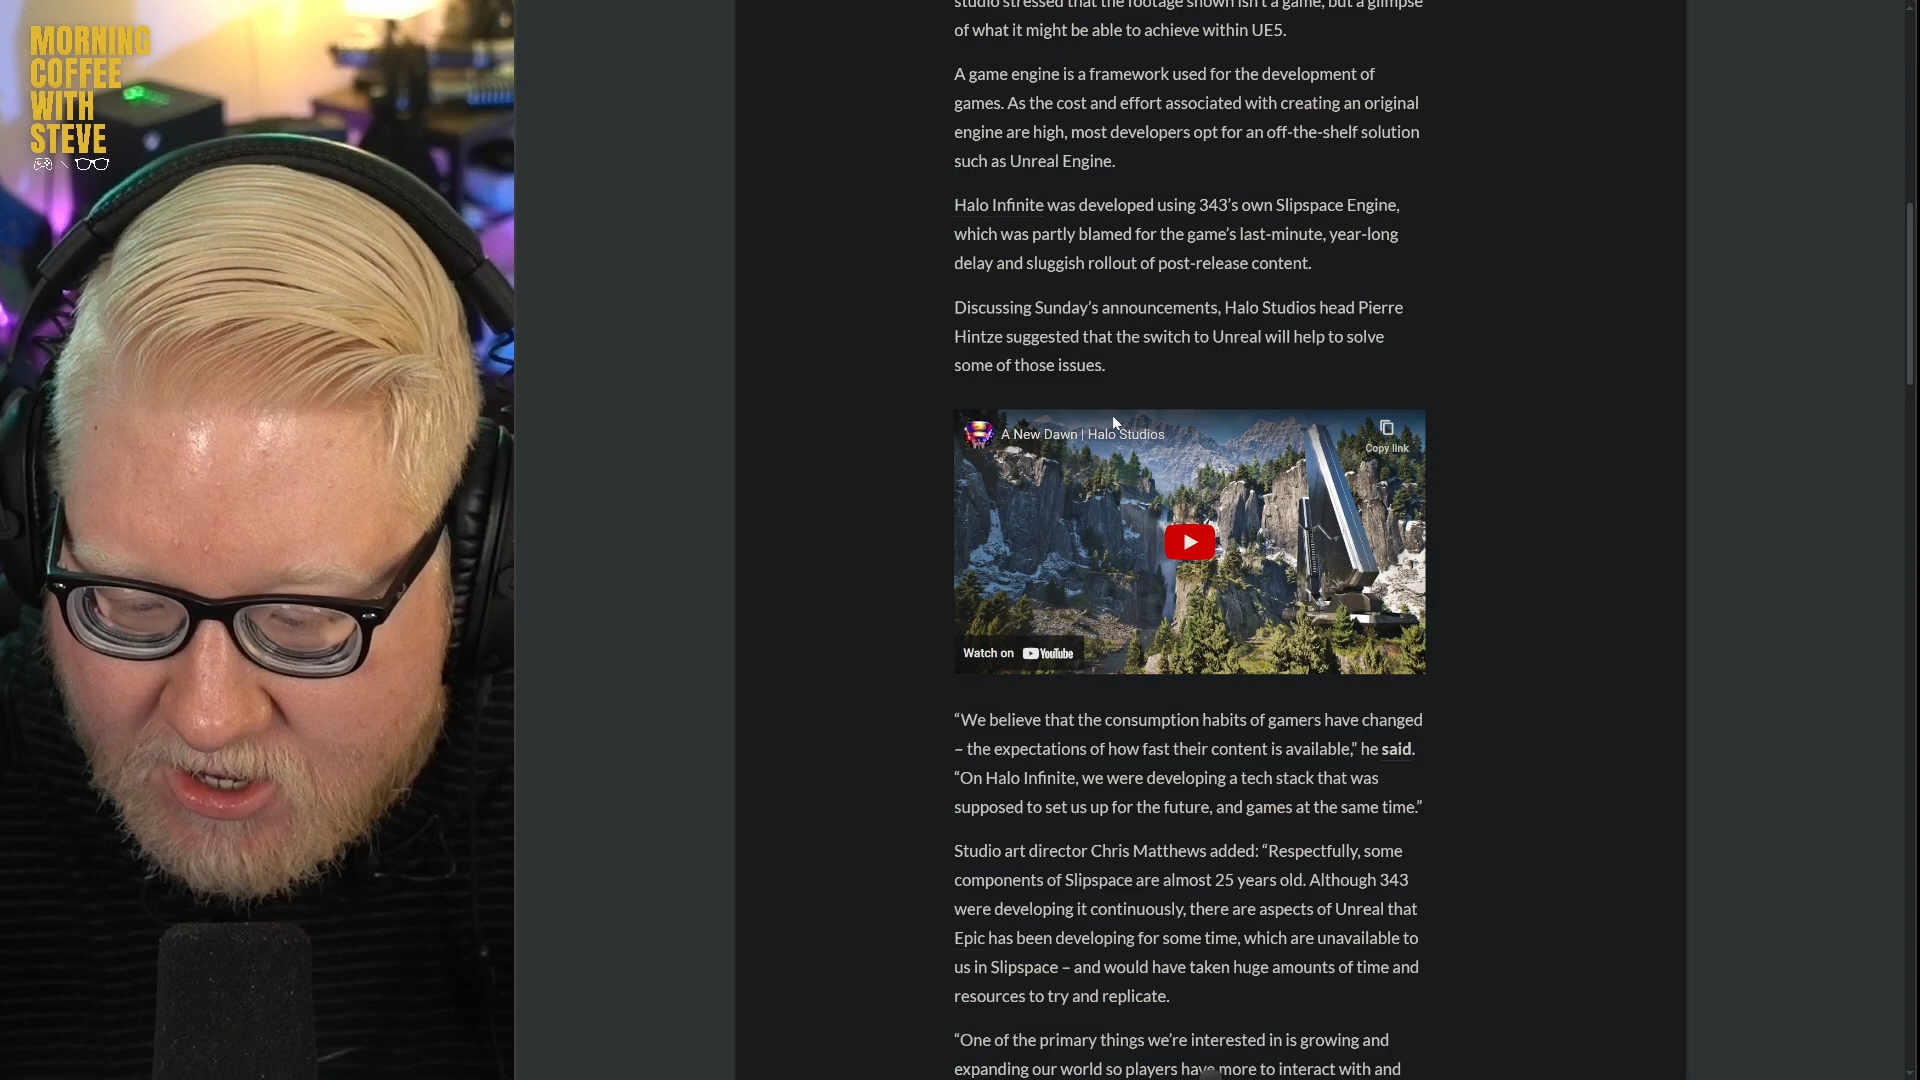 MORNING
COFFEE
WITH
STEVE
studio stressed that the footage shown isn't a game, but a glimpse
of what it might be able to achieve within UE5.
A game engine is a framework used for the development of
games. As the cost and effort associated with creating an original
engine are high, most developers opt for an off-the-shelf solution
such as Unreal Engine.
Halo Infinite was developed using 343’s own Slipspace Engine,
which was partly blamed for the game’s last-minute, year-long
delay and sluggish rollout of post-release content.
Discussing Sunday’s announcements, Halo Studios head Pierre
Hintze suggested that the switch to Unreal will help to solve
some of those issues.
A New Dawn | Halo Studios
Copy link
Watch on YouTube
“We believe that the consumption habits of gamers have changed
– the expectations of how fast their content is available,” he said.
“On Halo Infinite, we were developing a tech stack that was
supposed to set us up for the future, and games at the same time.”
Studio art director Chris Matthews added: “Respectfully, some
components of Slipspace are almost 25 years old. Although 343
were developing it continuously, there are aspects of Unreal that
Epic has been developing for some time, which are unavailable to
us in Slipspace – and would have taken huge amounts of time and
resources to try and replicate.
“One of the primary things we’re interested in is growing and
expanding our world so players have more to interact with and